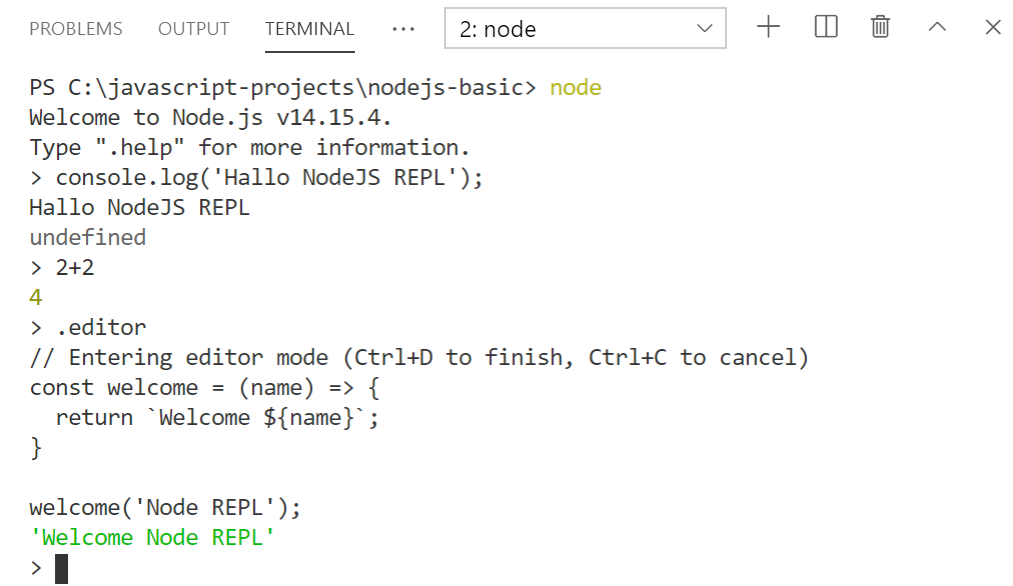 PROBLEMS OUTPUT TERMINAL ··· 2: node
PS C:\javascript-projects\nodejs-basic> node
Welcome to Node.js v14.15.4.
Type ".help" for more information.
> console.log('Hallo NodeJS REPL');
Hallo NodeJS REPL
undefined
> 2+2
4
> .editor
// Entering editor mode (Ctrl+D to finish, Ctrl+C to cancel)
const welcome = (name) => {
  return `Welcome ${name}`;
}

welcome('Node REPL');
'Welcome Node REPL'
>